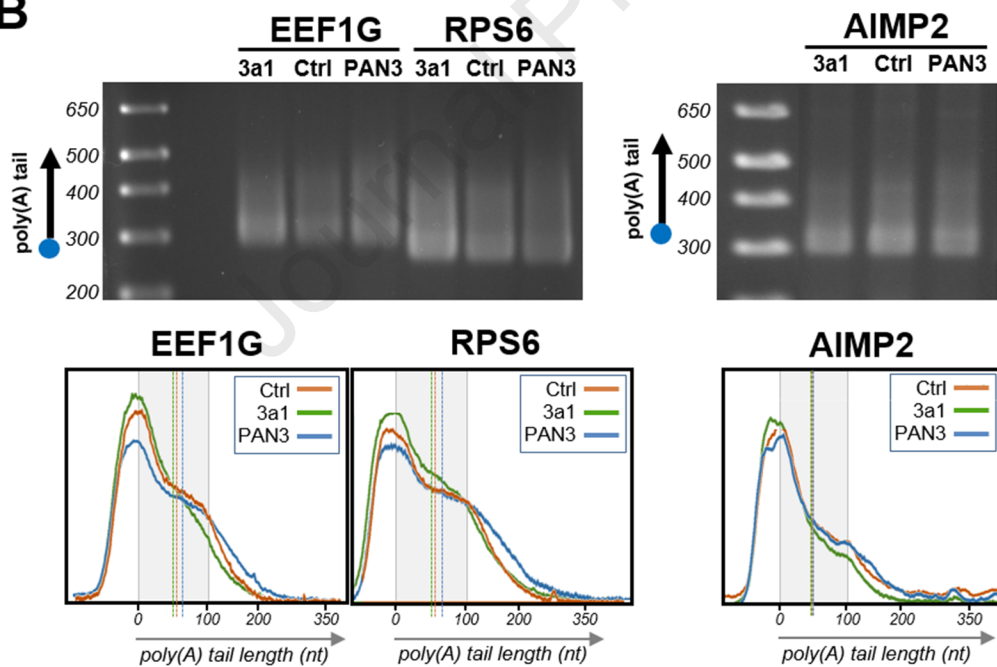 B
EEF1G RPS6 AIMP2
3a1 Ctrl PAN3 3a1 Ctrl PAN3 3a1 Ctrl PAN3
poly(A) tail
650
500
400
300
200
poly(A) tail
650
500
400
300
Journal Pr
EEF1G
Ctrl
3a1
PAN3
0 100 200 350
poly(A) tail length (nt)
RPS6
Ctrl
3a1
PAN3
0 100 200 350
poly(A) tail length (nt)
AIMP2
Ctrl
3a1
PAN3
0 100 200 350
poly(A) tail length (nt)